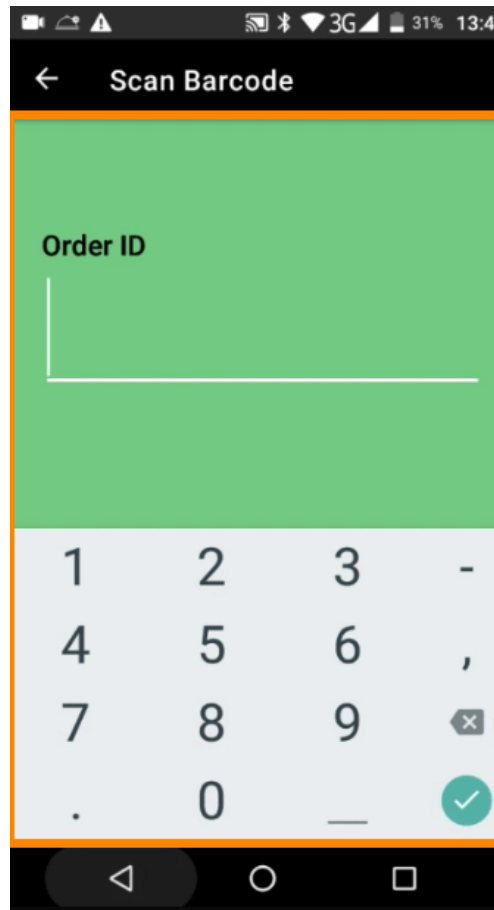 3G 31% 13:4
Scan Barcode
Order ID
1 2 3 -
4 5 6 ,
7 8 9
. 0 _